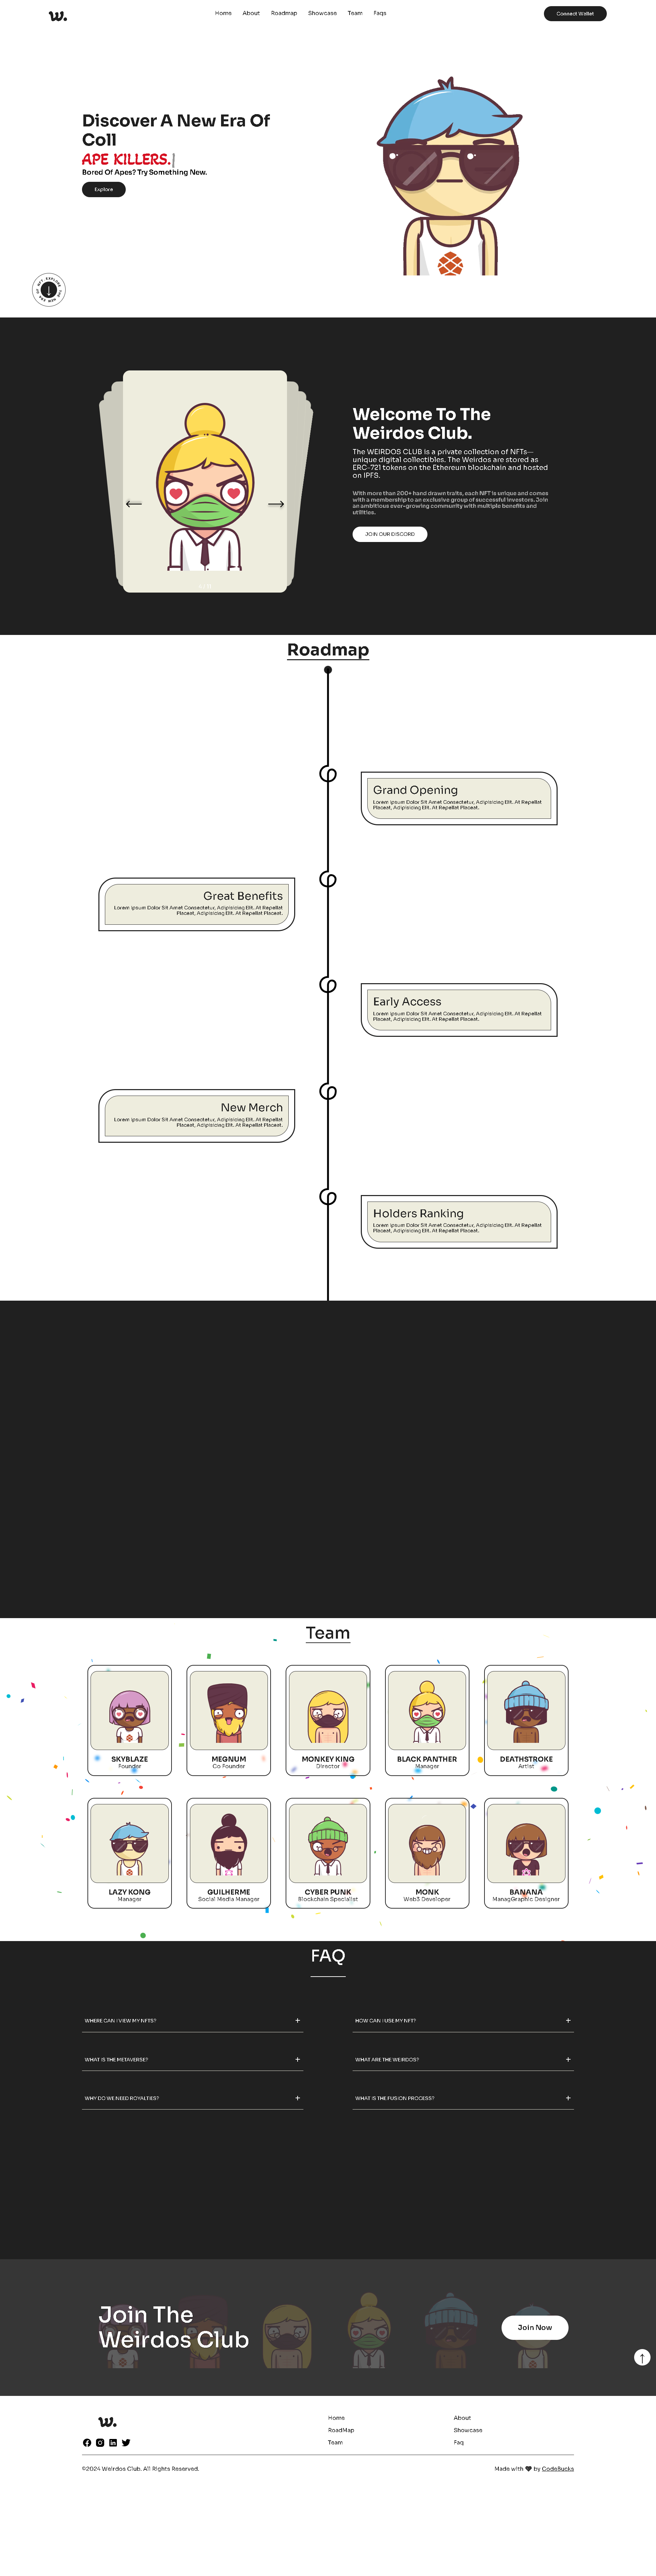 w.
Home About Roadmap Showcase Team Faqs
Connect Wallet
Discover A New Era Of
Coll
APE KILLERS.|
Bored Of Apes? Try Something New.
Explore
Welcome To The
Weirdos Club.
The WEIRDOS CLUB is a private collection of NFTs—
unique digital collectibles. The Weirdos are stored as
ERC-721 tokens on the Ethereum blockchain and hosted
on IPFS.
With more than 200+ hand drawn traits, each NFT is unique and comes
with a membership to an exclusive group of successful investors. Join
an ambitious ever-growing community with multiple benefits and
utilities.
JOIN OUR DISCORD
Roadmap
Grand Opening
Lorem Ipsum Dolor Sit Amet Consectetur, Adipisicing Elit. At Repellat
Placeat, Adipisicing Elit. At Repellat Placeat.
Great Benefits
Lorem Ipsum Dolor Sit Amet Consectetur, Adipisicing Elit. At Repellat
Placeat, Adipisicing Elit. At Repellat Placeat.
Early Access
Lorem Ipsum Dolor Sit Amet Consectetur, Adipisicing Elit. At Repellat
Placeat, Adipisicing Elit. At Repellat Placeat.
New Merch
Lorem Ipsum Dolor Sit Amet Consectetur, Adipisicing Elit. At Repellat
Placeat, Adipisicing Elit. At Repellat Placeat.
Holders Ranking
Lorem Ipsum Dolor Sit Amet Consectetur, Adipisicing Elit. At Repellat
Placeat, Adipisicing Elit. At Repellat Placeat.
Team
SKYBLAZE
Founder
MEGNUM
Co Founder
MONKEY KING
Director
BLACK PANTHER
Manager
DEATHSTROKE
Artist
LAZY KONG
Manager
GUILHERME
Social Media Manager
CYBER PUNK
Blockchain Specialist
MONK
Web3 Developer
BANANA
ManagGraphic Designer
FAQ
WHERE CAN I VIEW MY NFTS? +
HOW CAN I USE MY NFT? +
WHAT IS THE METAVERSE? +
WHAT ARE THE WEIRDOS? +
WHY DO WE NEED ROYALTIES? +
WHAT IS THE FUSION PROCESS? +
Join The
Weirdos Club
Join Now
w.
Home About
RoadMap Showcase
Team Faq
©2024 Weirdos Club. All Rights Reserved.
Made with 🖤 by CodeBucks